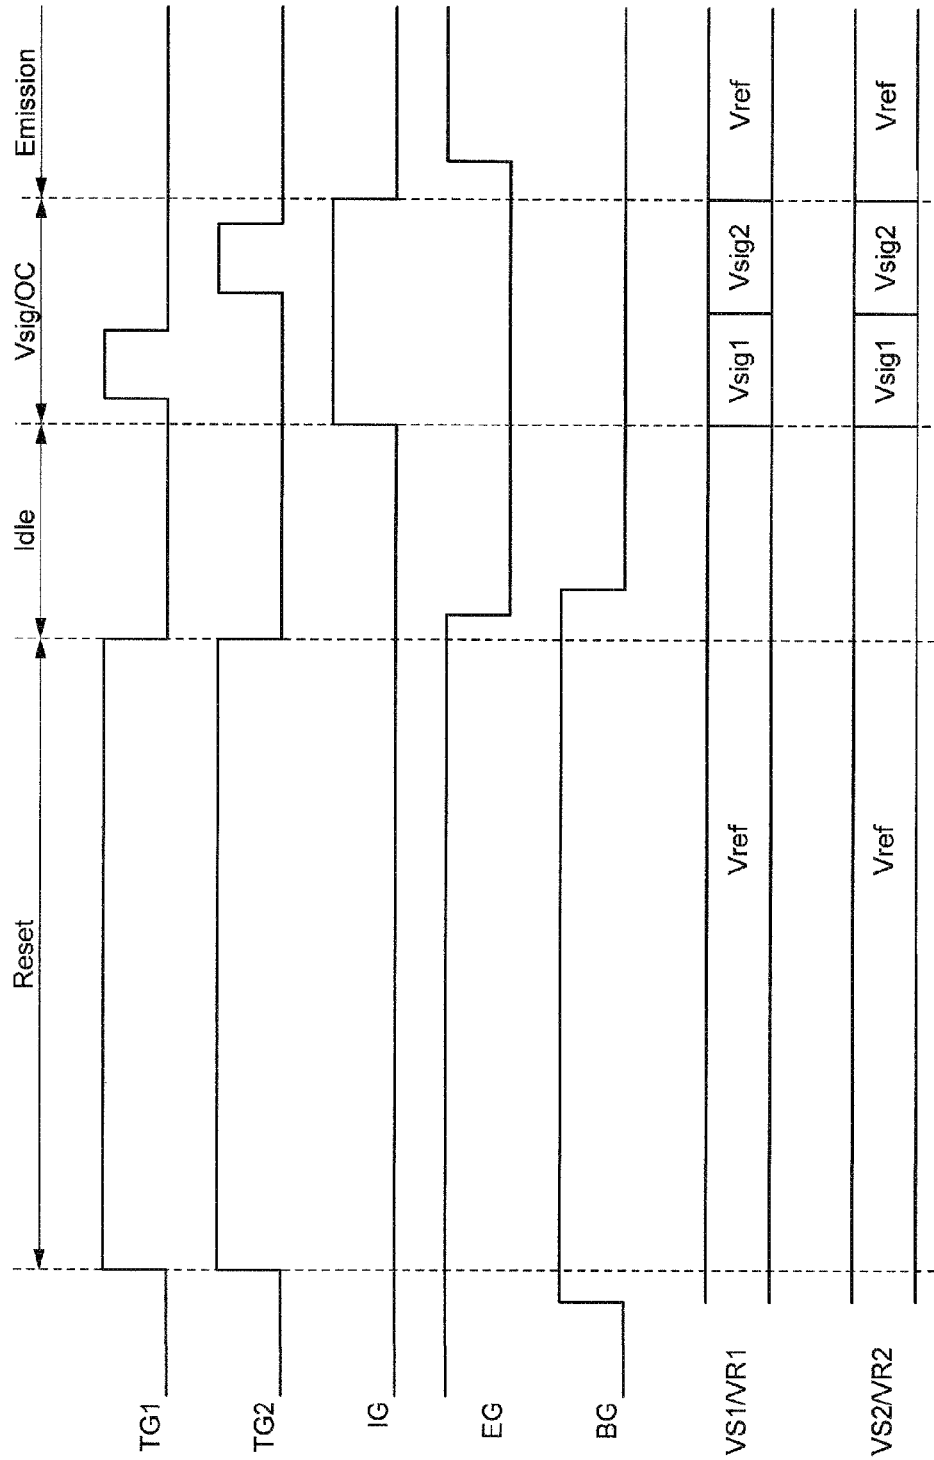 Reset
Idle
Vsig/OC
Emission
TG1
TG2
IG
EG
BG
VS1/VR1
Vref
Vsig1
Vsig2
Vref
VS2/VR2
Vref
Vsig1
Vsig2
Vref